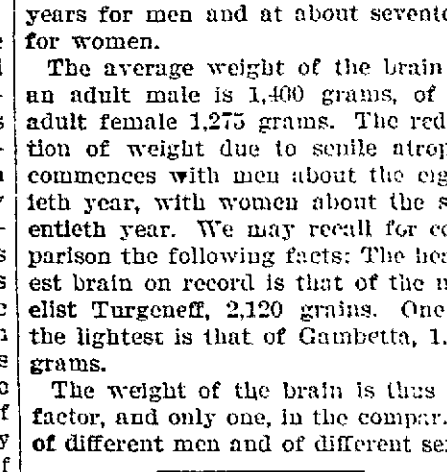 years for men and at about sevente
for women.
The average weight of the brain
an adult male is 1,400 grams, of
adult female 1,275 grams. The red
tion of weight due to senile atrop
commences with men about the eig
ieth year, with women about the s
entieth year. We may recall for co
parison the following facts: The hea
est brain on record is that of the n
elist Turgeneff, 2,120 grains. One
the lightest is that of Gambetta, 1.
grams.
The weight of the brain is thus
factor, and only one, in the compar.
of different men and of different se